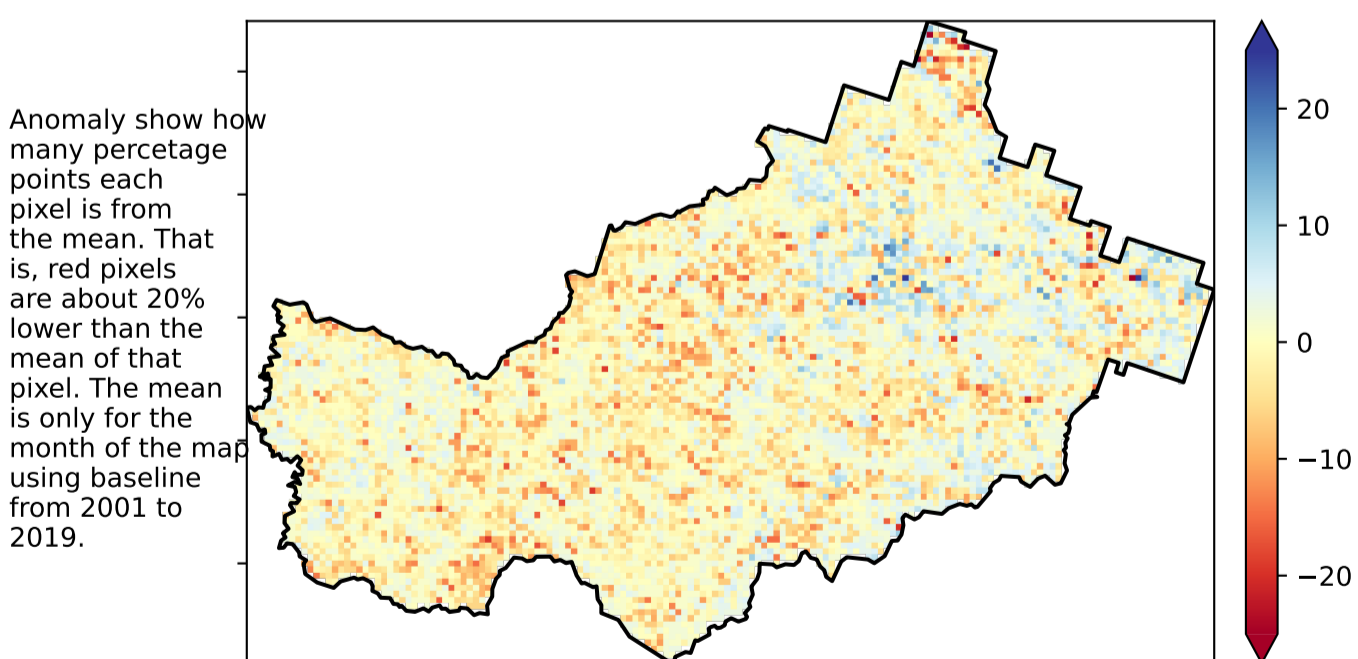 Anomaly show how
many percetage
points each
pixel is from
the mean. That
is, red pixels
are about 20%
lower than the
mean of that
pixel. The mean
is only for the
month of the map
using baseline
from 2001 to
2019.
20
10
0
−10
−20